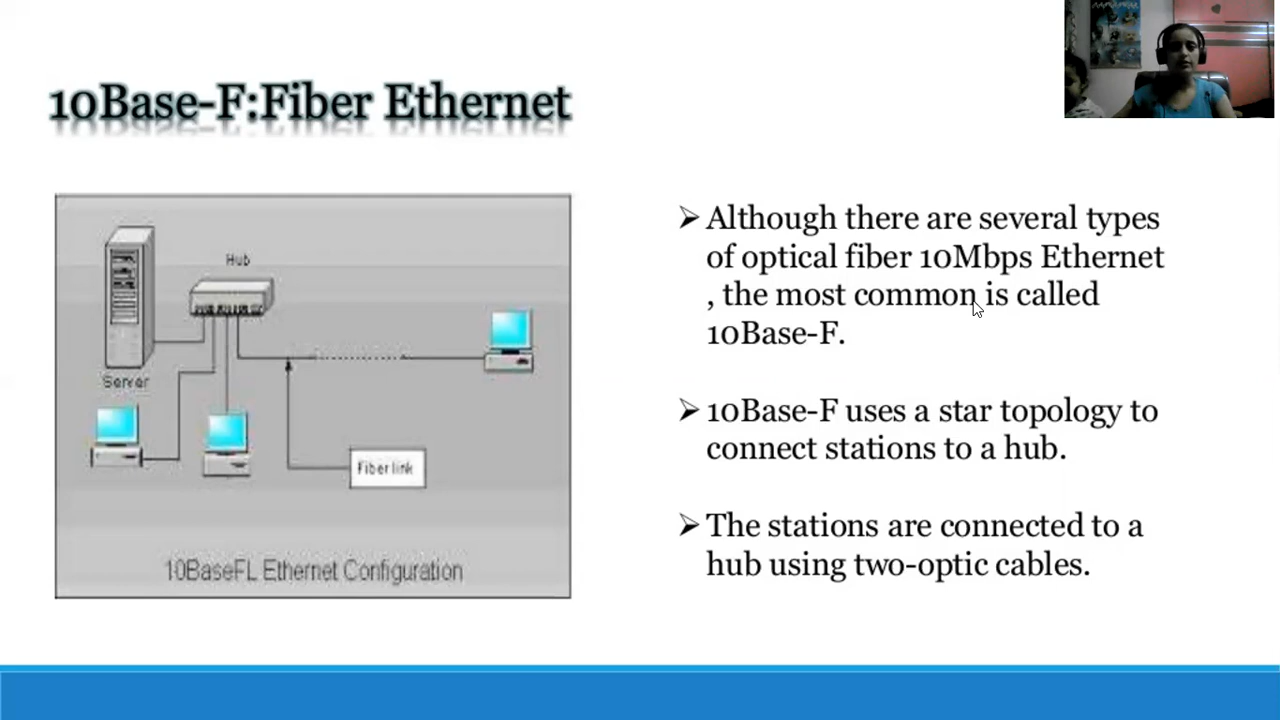 10Base-F:Fiber Ethernet
Hub
Server
Fiber link
10BaseFL Ethernet Configuration
➢ Although there are several types
of optical fiber 10Mbps Ethernet
, the most common is called
10Base-F.
➢ 10Base-F uses a star topology to
connect stations to a hub.
➢ The stations are connected to a
hub using two-optic cables.